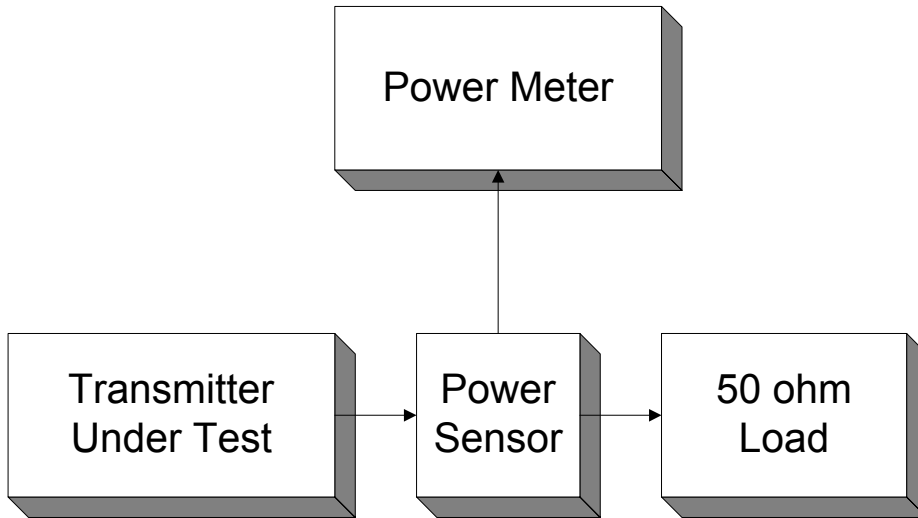 Power Meter
Transmitter
Under Test
Power
Sensor
50 ohm
Load